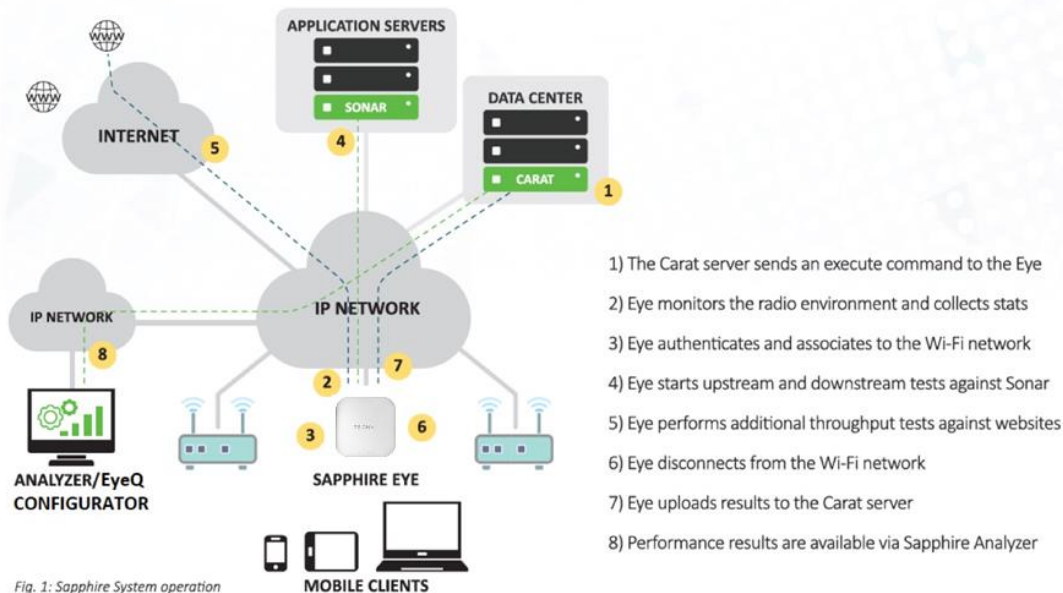 WWW
WWW
INTERNET
5
APPLICATION SERVERS
SONAR
4
DATA CENTER
CARAT
1
IP NETWORK
IP NETWORK
8
7
2
3
6
ANALYZER/EyeQ
CONFIGURATOR
SAPPHIRE EYE
MOBILE CLIENTS
1) The Carat server sends an execute command to the Eye
2) Eye monitors the radio environment and collects stats
3) Eye authenticates and associates to the Wi-Fi network
4) Eye starts upstream and downstream tests against Sonar
5) Eye performs additional throughput tests against websites
6) Eye disconnects from the Wi-Fi network
7) Eye uploads results to the Carat server
8) Performance results are available via Sapphire Analyzer
Fig. 1: Sapphire System operation